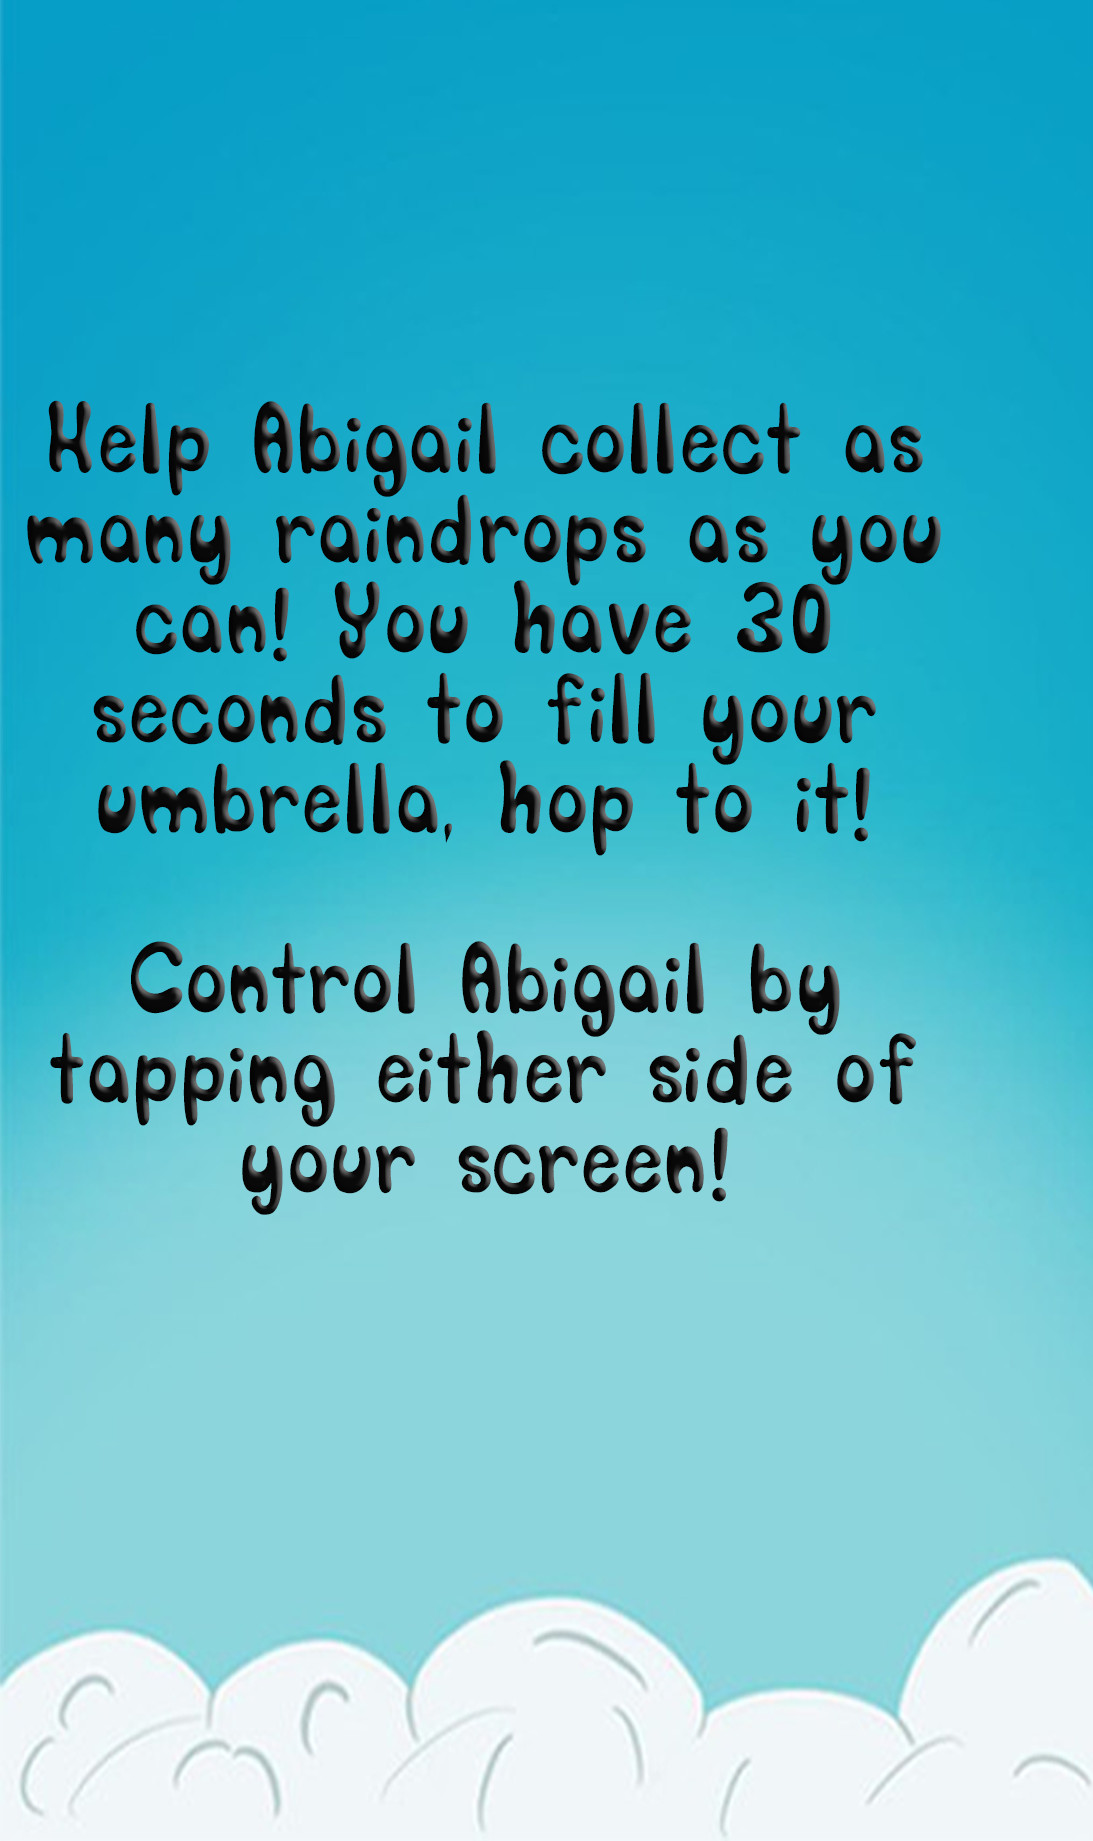 Help Abigail collect as
many raindrops as you
can! You have 30
seconds to fill your
umbrella, hop to it!
Control Abigail by
tapping either side of
your screen!